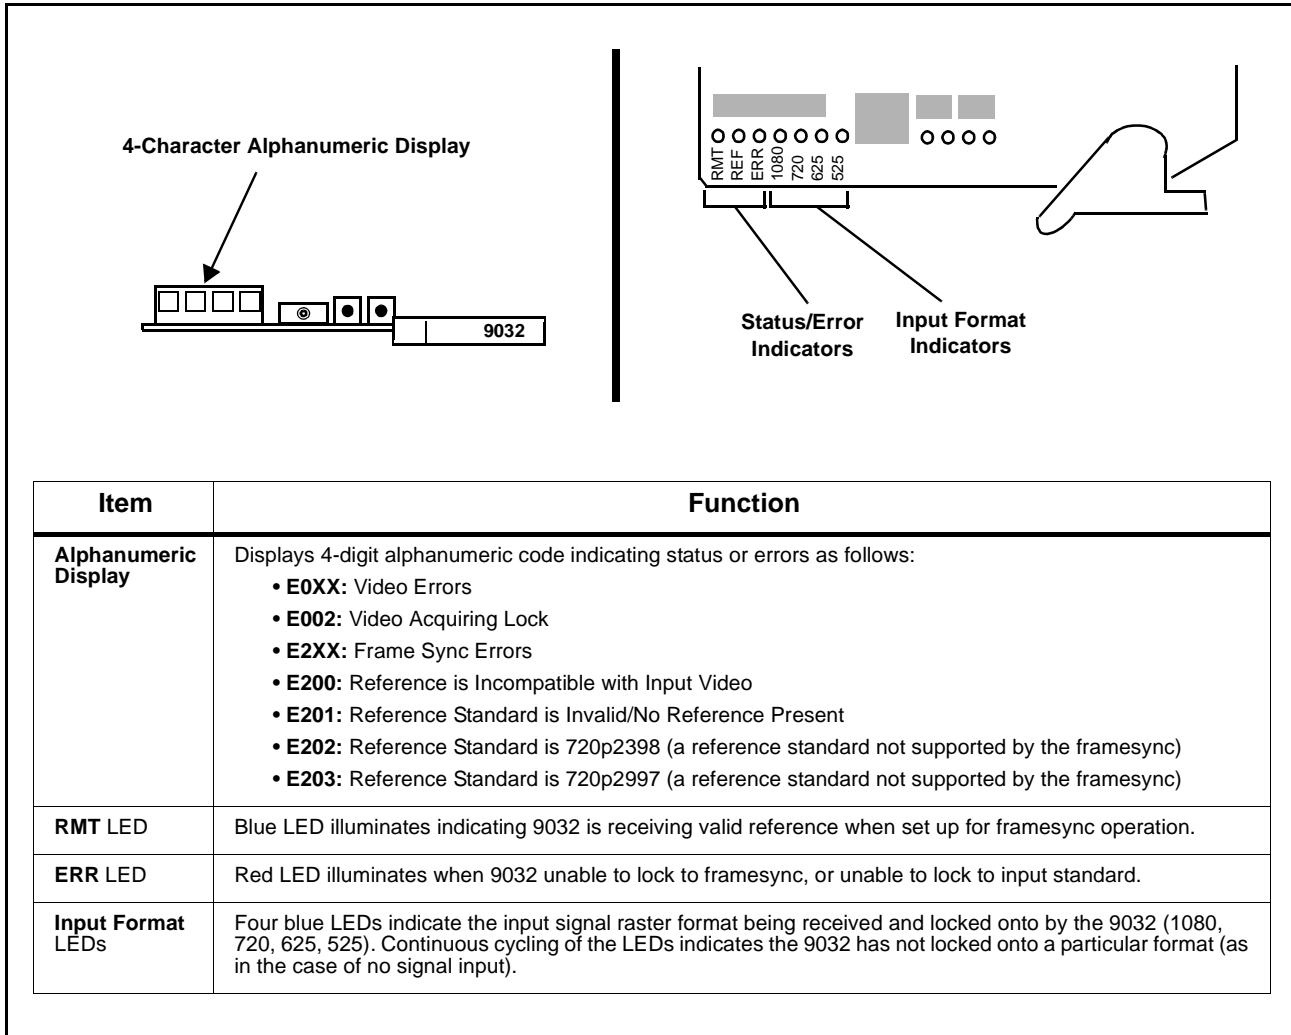 4-Character Alphanumeric Display
9032
RMT
REF
ERR
1080
720
625
525
Status/Error
Indicators
Input Format
Indicators
Item
Function
Alphanumeric
Display
Displays 4-digit alphanumeric code indicating status or errors as follows:
• E0XX: Video Errors
• E002: Video Acquiring Lock
• E2XX: Frame Sync Errors
• E200: Reference is Incompatible with Input Video
• E201: Reference Standard is Invalid/No Reference Present
• E202: Reference Standard is 720p2398 (a reference standard not supported by the framesync)
• E203: Reference Standard is 720p2997 (a reference standard not supported by the framesync)
RMT LED
Blue LED illuminates indicating 9032 is receiving valid reference when set up for framesync operation.
ERR LED
Red LED illuminates when 9032 unable to lock to framesync, or unable to lock to input standard.
Input Format
LEDs
Four blue LEDs indicate the input signal raster format being received and locked onto by the 9032 (1080,
720, 625, 525). Continuous cycling of the LEDs indicates the 9032 has not locked onto a particular format (as
in the case of no signal input).